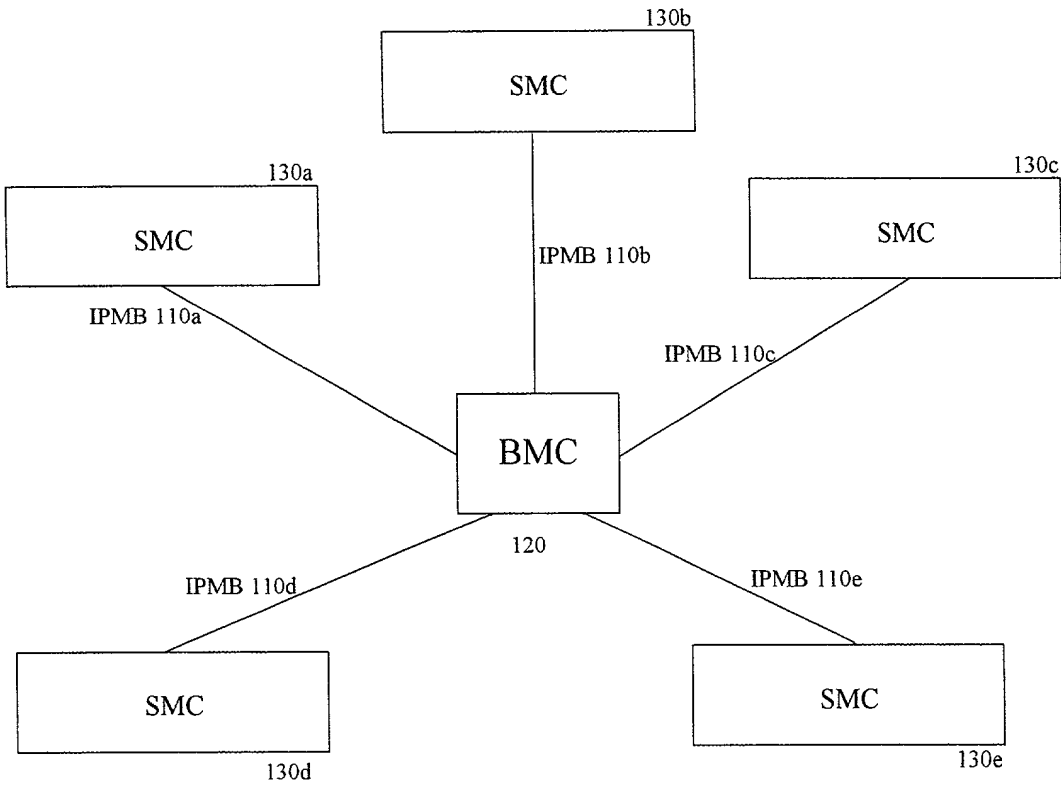 130b
SMC
130a
SMC
130c
SMC
IPMB 110b
IPMB 110a
IPMB 110c
BMC
120
IPMB 110d
IPMB 110e
SMC
130d
SMC
130e